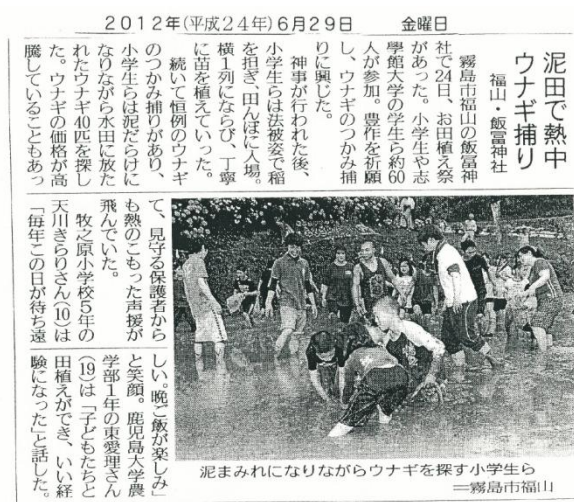 2012年(平成24年)6月29日　金曜日
泥田で熱中
ウナギ捕り
福山・飯冨神社
霧島市福山の飯冨神
社で24日、お田植え祭
があった。小学生や志
學館大学の学生ら約60
人が参加。豊作を祈願
し、ウナギのつかみ捕
りに興じた。
神事が行われた後、
小学生らは法被姿で稲
を担ぎ、田んぼに入場。
横1列にならび、丁寧
に苗を植えていった。
続いて恒例のウナギ
のつかみ捕りがあり、
小学生らは泥だらけに
なりながら水田に放た
れたウナギ40匹を探し
た。ウナギの価格が高
騰していることもあっ
て、見守る保護者から
も熱のこもった声援が
飛んでいた。
牧之原小学校5年の
天川きらりさん(10)は
「毎年この日が待ち遠
しい。晩ご飯が楽しみ」
と笑顔。鹿児島大学農
学部1年の東愛理さん
(19)は「子どもたちと
田植えができ、いい経
験になった」と話した。
泥まみれになりながらウナギを探す小学生ら
＝霧島市福山